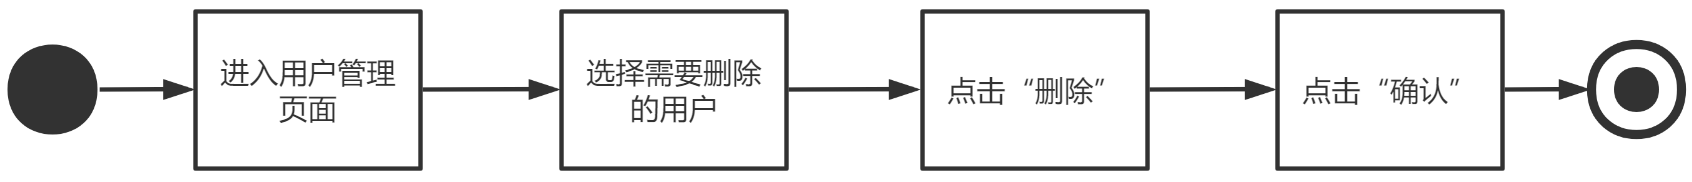 进入用户管理
页面
选择需要删除
的用户
点击“删除”
点击“确认”